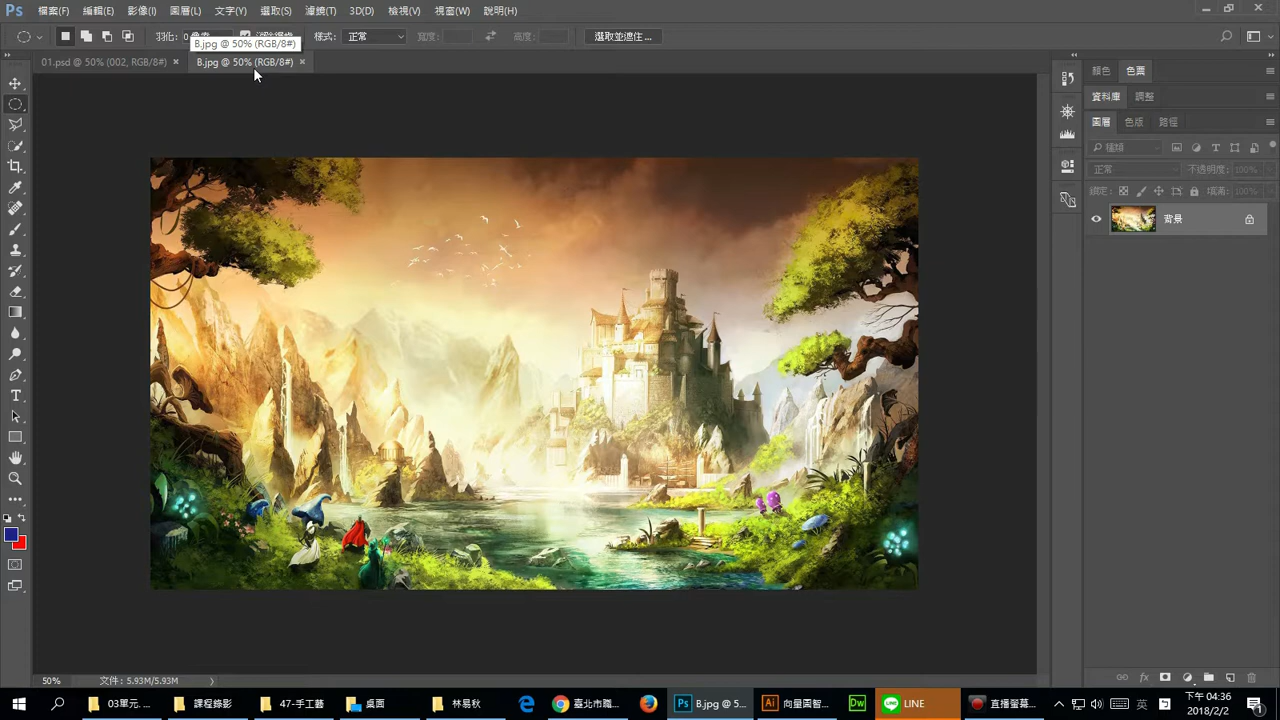 Ps 檔案(F) 編輯(E) 影像(I) 圖層(L) 文字(Y) 選取(S) 濾鏡(T) 3D(D) 檢視(V) 視窗(W) 說明(H)
羽化: 樣式: 正常 寬度: 高度: 選取並遮住...
B.jpg @ 50% (RGB/8#)
01.psd @ 50% (002, RGB/8#) × B.jpg @ 50% (RGB/8#) ×
顏色 色票
資料庫 調整
圖層 色版 路徑
種類
正常 不透明度: 100%
鎖定: 填滿: 100%
背景
50% 文件: 5.93M/5.93M
03單元. ... 課程錄影 47-手工藝 桌面 臺北市職... B.jpg @ 5... Ai 向量圖智... Dw LINE 直播螢幕... 英
下午 04:36
2018/2/2